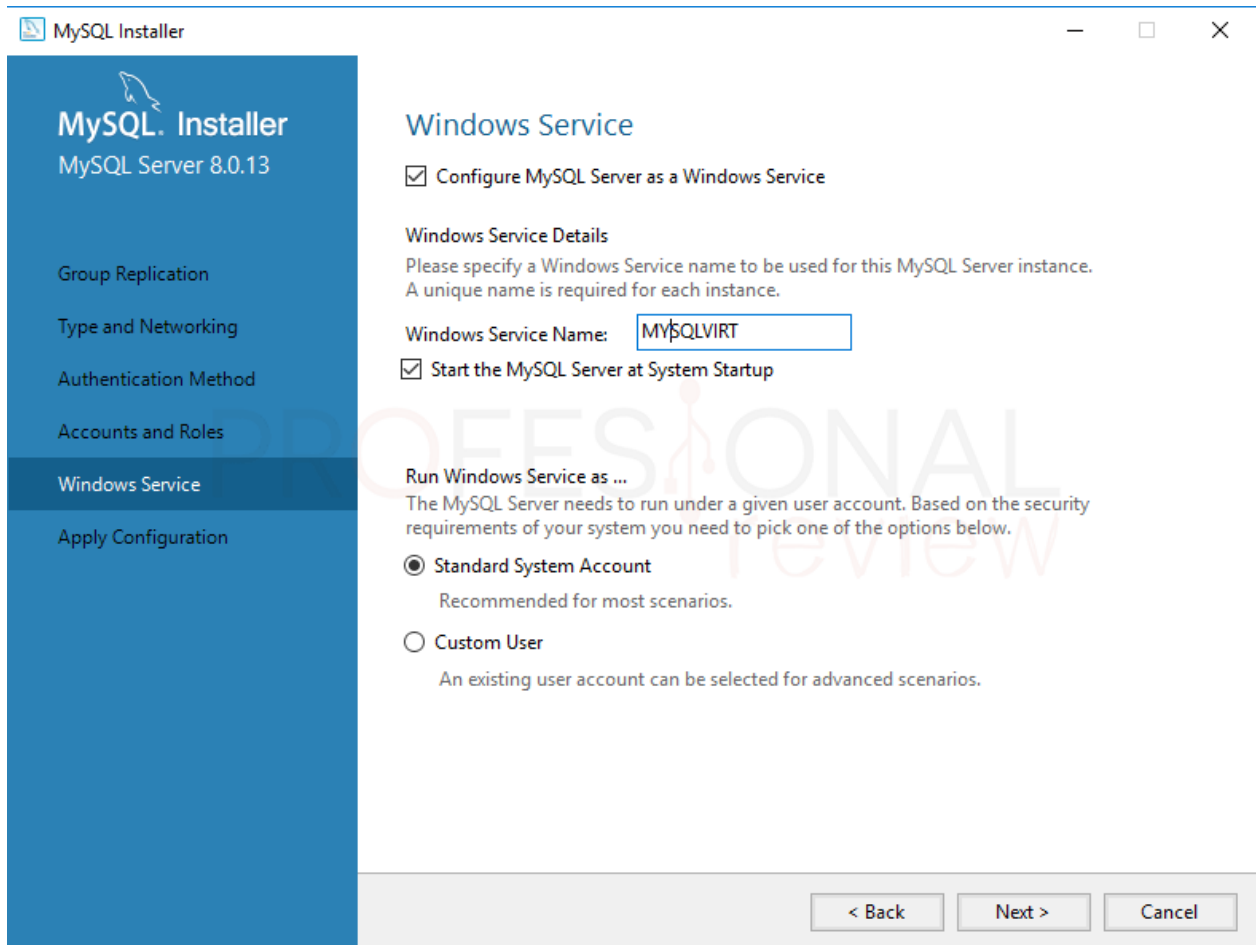 MySQL Installer
MySQL. Installer
MySQL Server 8.0.13
Group Replication
Type and Networking
Authentication Method
Accounts and Roles
Windows Service
Apply Configuration
Windows Service
Configure MySQL Server as a Windows Service
Windows Service Details
Please specify a Windows Service name to be used for this MySQL Server instance.
A unique name is required for each instance.
Windows Service Name: MYSQLVIRT
Start the MySQL Server at System Startup
PROFESIONAL
review
Run Windows Service as ...
The MySQL Server needs to run under a given user account. Based on the security
requirements of your system you need to pick one of the options below.
Standard System Account
Recommended for most scenarios.
Custom User
An existing user account can be selected for advanced scenarios.
< Back Next > Cancel